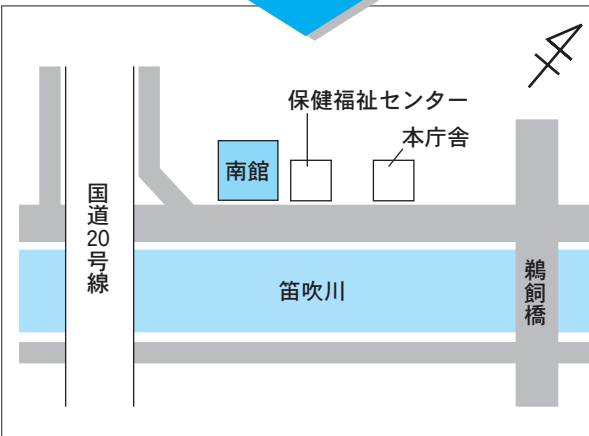 保健福祉センター
本庁舎
南館
国道20号線
笛吹川
鵜飼橋